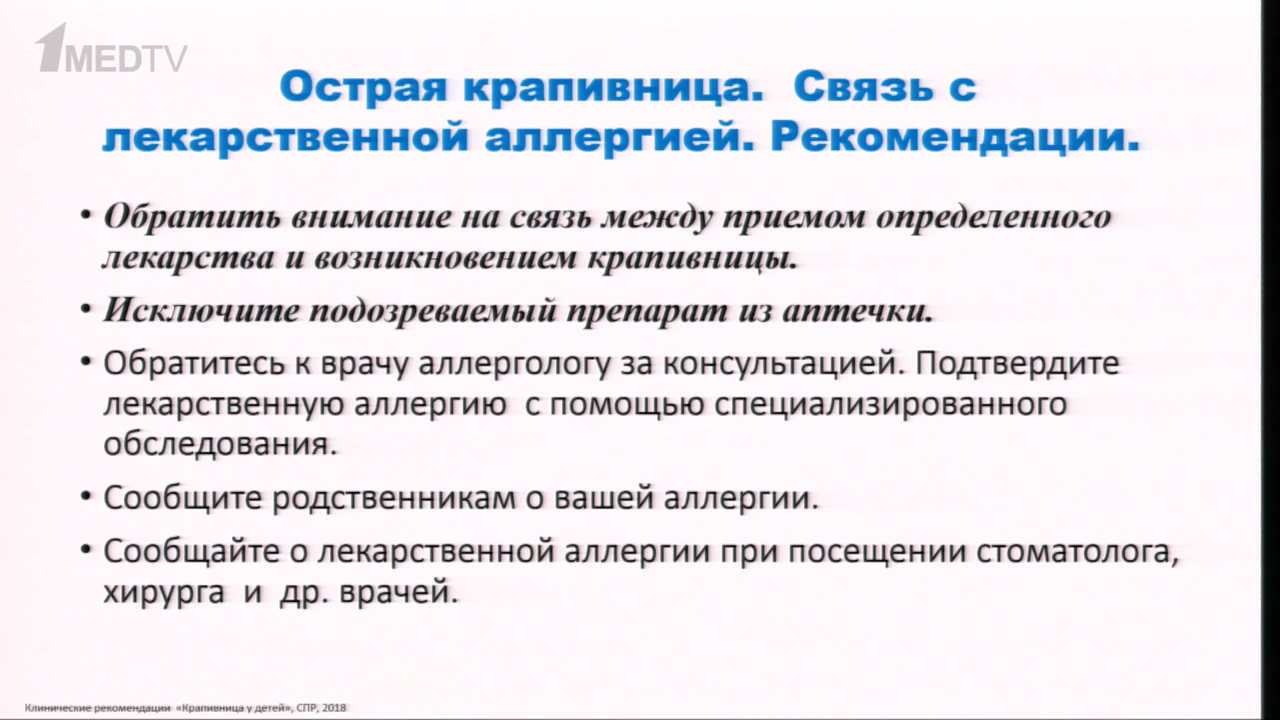 1MEDTV
Острая крапивница. Связь с
лекарственной аллергией. Рекомендации.
• Обратить внимание на связь между приемом определенного
лекарства и возникновением крапивницы.
• Исключите подозреваемый препарат из аптечки.
• Обратитесь к врачу аллергологу за консультацией. Подтвердите
лекарственную аллергию с помощью специализированного
обследования.
• Сообщите родственникам о вашей аллергии.
• Сообщайте о лекарственной аллергии при посещении стоматолога,
хирурга и др. врачей.
Клинические рекомендации «Крапивница у детей», СПР, 2018